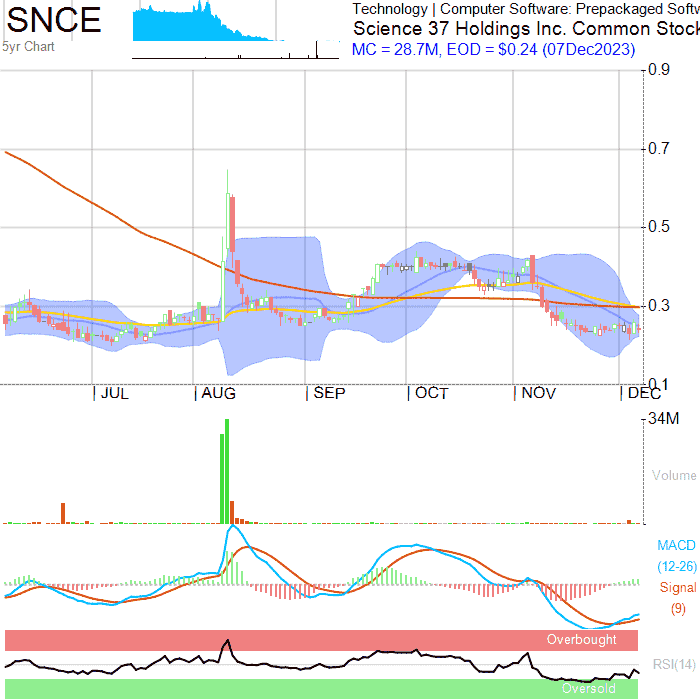 SNCE
5yr Chart
Technology | Computer Software: Prepackaged Softw
Science 37 Holdings Inc. Common Stock
MC = 28.7M, EOD = $0.24 (07Dec2023)
0.9
0.7
0.5
0.3
0.1
JUL AUG SEP OCT NOV DEC
34M
Volume
MACD
(12-26)
Signal
(9)
Overbought
RSI(14)
Oversold